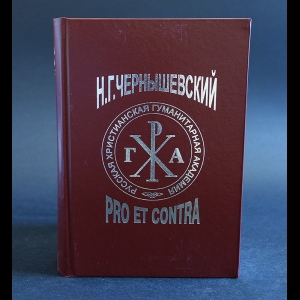 Н.Г.ЧЕРНЫШЕВСКИЙ
РУССКАЯ ХРИСТИАНСКАЯ ГУМАНИТАРНАЯ АКАДЕМИЯ
Г А
PRO ET CONTRA